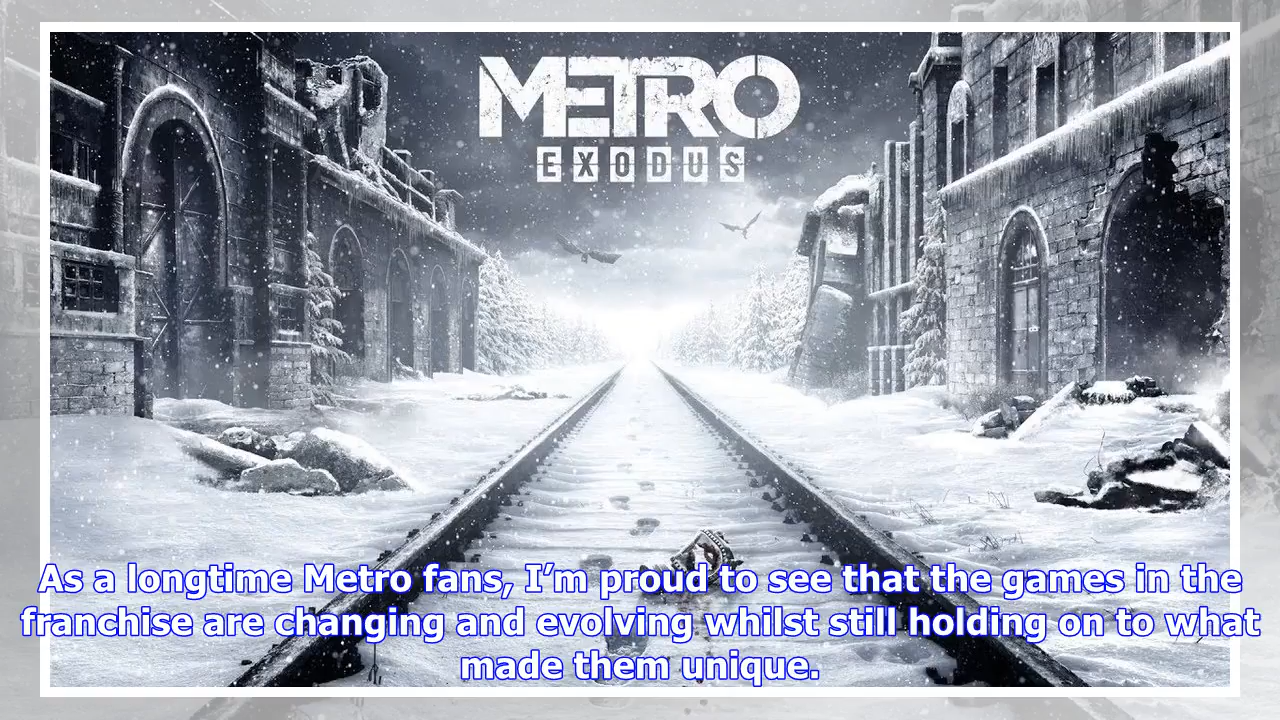 METRO
EXODUS
As a longtime Metro fans, I’m proud to see that the games in the
franchise are changing and evolving whilst still holding on to what
made them unique.